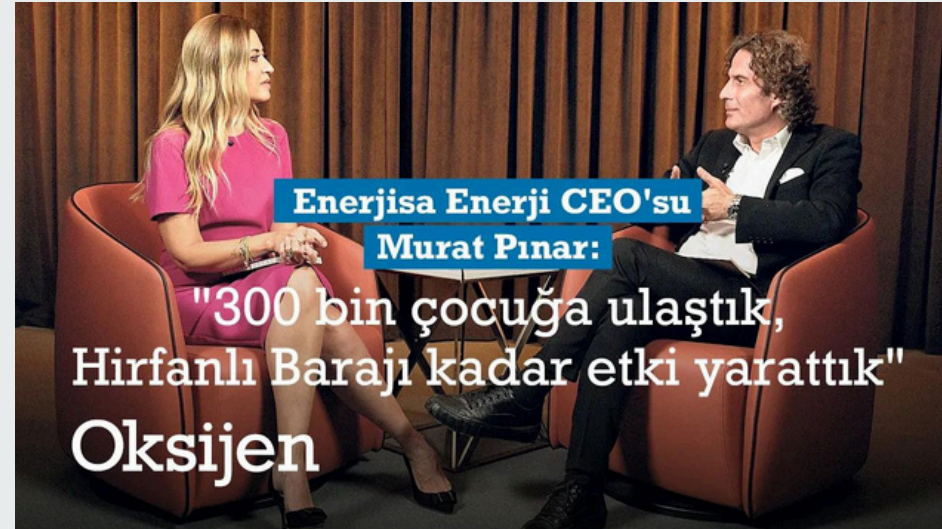 Enerjisa Enerji CEO'su
Murat Pınar:
"300 bin çocuğa ulaştık,
Hirfanlı Barajı kadar etki yarattık"
Oksijen